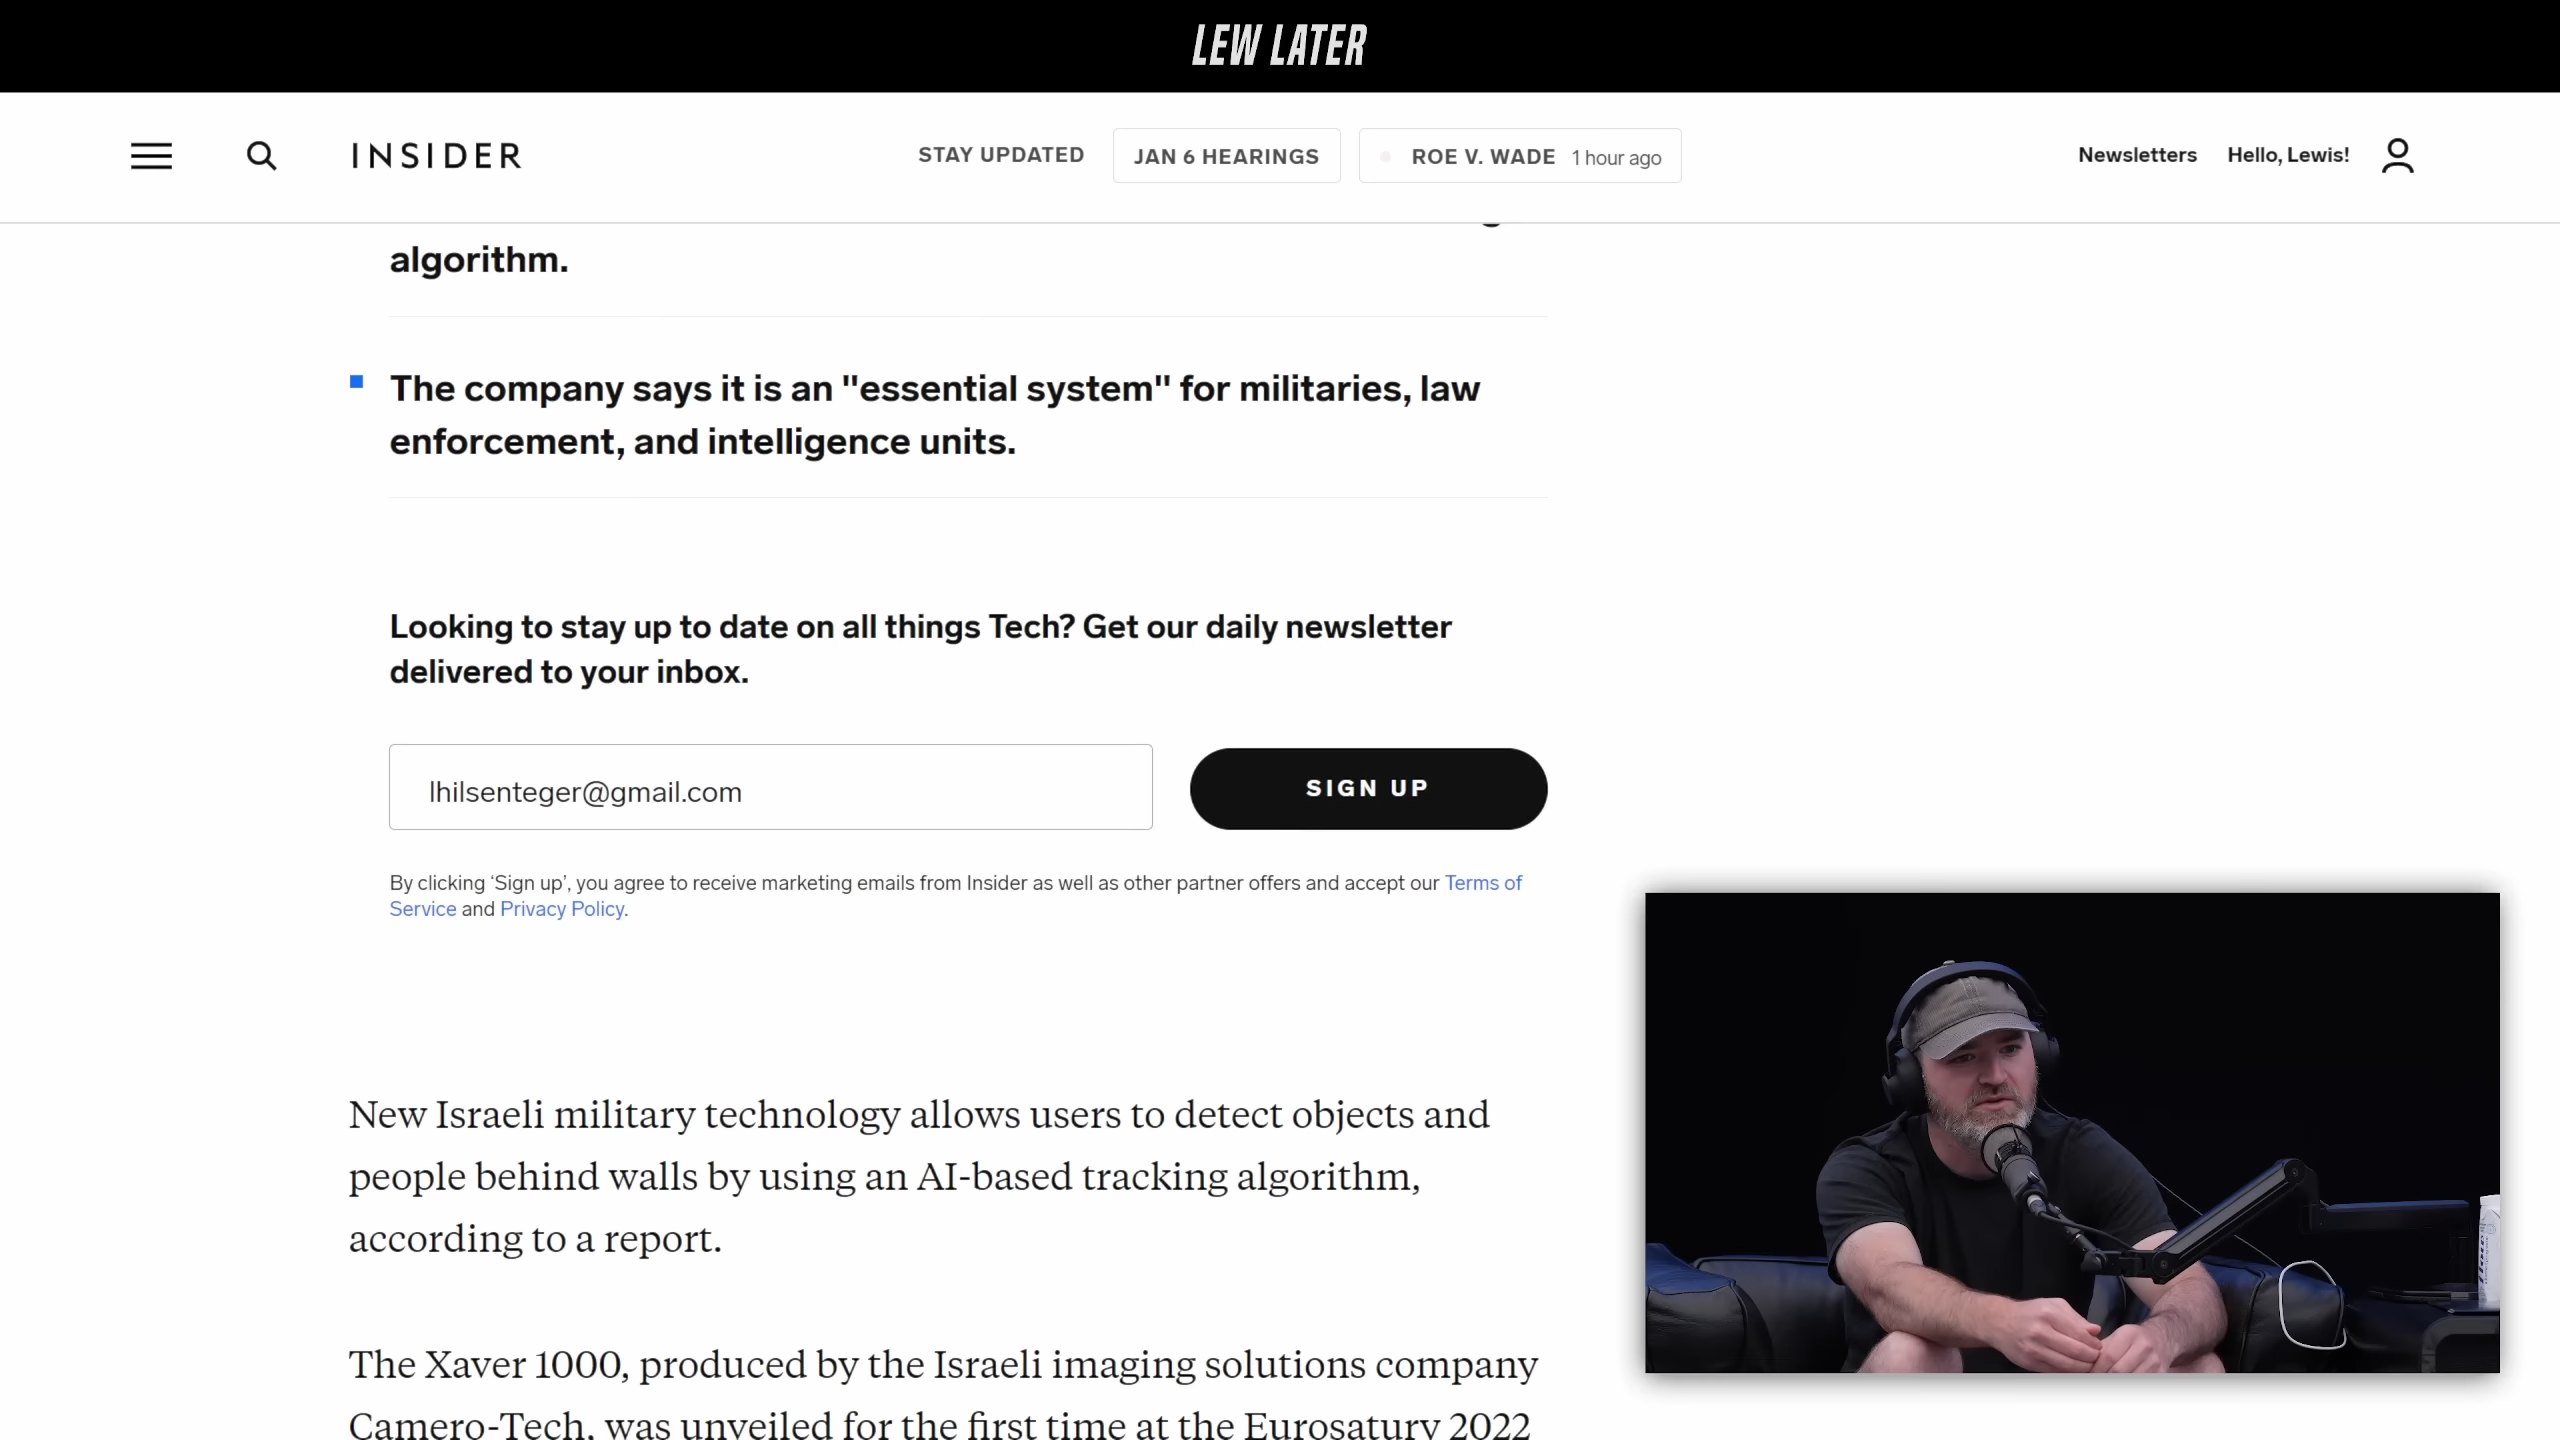 LEW LATER
INSIDER
STAY UPDATED
JAN 6 HEARINGS
ROE V. WADE 1 hour ago
Newsletters
Hello, Lewis!
algorithm.
The company says it is an "essential system" for militaries, law
enforcement, and intelligence units.
Looking to stay up to date on all things Tech? Get our daily newsletter
delivered to your inbox.
lhilsenteger@gmail.com
SIGN UP
By clicking ‘Sign up’, you agree to receive marketing emails from Insider as well as other partner offers and accept our Terms of
Service and Privacy Policy.
New Israeli military technology allows users to detect objects and
people behind walls by using an AI-based tracking algorithm,
according to a report.
The Xaver 1000, produced by the Israeli imaging solutions company
Camero-Tech, was unveiled for the first time at the Eurosatury 2022